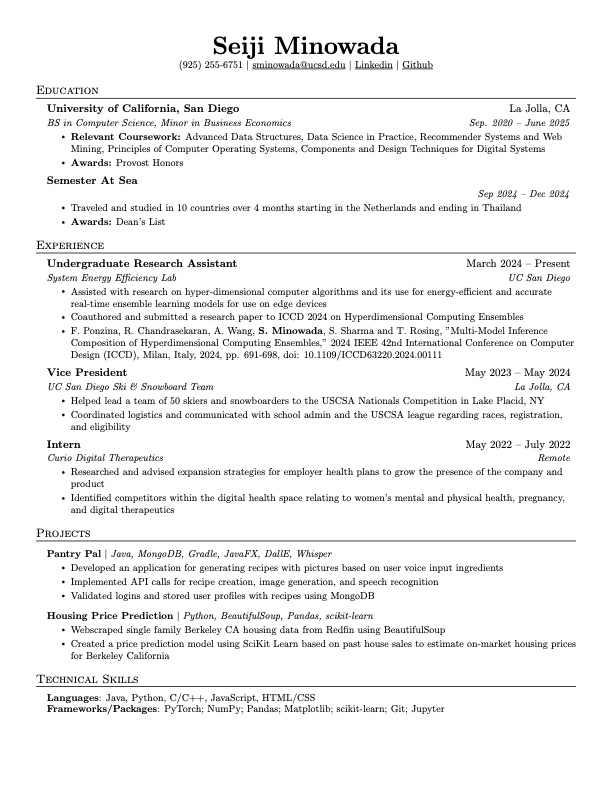 Seiji Minowada
(925) 255-6751 | sminowada@ucsd.edu | Linkedin | Github
Education
University of California, San Diego La Jolla, CA
BS in Computer Science, Minor in Business Economics Sep. 2020 – June 2025
• Relevant Coursework: Advanced Data Structures, Data Science in Practice, Recommender Systems and Web
Mining, Principles of Computer Operating Systems, Components and Design Techniques for Digital Systems
• Awards: Provost Honors
Semester At Sea
Sep 2024 – Dec 2024
• Traveled and studied in 10 countries over 4 months starting in the Netherlands and ending in Thailand
• Awards: Dean's List
Experience
Undergraduate Research Assistant March 2024 – Present
System Energy Efficiency Lab UC San Diego
• Assisted with research on hyper-dimensional computer algorithms and its use for energy-efficient and accurate
real-time ensemble learning models for use on edge devices
• Coauthored and submitted a research paper to ICCD 2024 on Hyperdimensional Computing Ensembles
• F. Ponzina, R. Chandrasekaran, A. Wang, S. Minowada, S. Sharma and T. Rosing, "Multi-Model Inference
Composition of Hyperdimensional Computing Ensembles," 2024 IEEE 42nd International Conference on Computer
Design (ICCD), Milan, Italy, 2024, pp. 691-698, doi: 10.1109/ICCD63220.2024.00111
Vice President May 2023 – May 2024
UC San Diego Ski & Snowboard Team La Jolla, CA
• Helped lead a team of 50 skiers and snowboarders to the USCSA Nationals Competition in Lake Placid, NY
• Coordinated logistics and communicated with school admin and the USCSA league regarding races, registration,
and eligibility
Intern May 2022 – July 2022
Curio Digital Therapeutics Remote
• Researched and advised expansion strategies for employer health plans to grow the presence of the company and
product
• Identified competitors within the digital health space relating to women's mental and physical health, pregnancy,
and digital therapeutics
Projects
Pantry Pal | Java, MongoDB, Gradle, JavaFX, DallE, Whisper
• Developed an application for generating recipes with pictures based on user voice input ingredients
• Implemented API calls for recipe creation, image generation, and speech recognition
• Validated logins and stored user profiles with recipes using MongoDB
Housing Price Prediction | Python, BeautifulSoup, Pandas, scikit-learn
• Webscraped single family Berkeley CA housing data from Redfin using BeautifulSoup
• Created a price prediction model using SciKit Learn based on past house sales to estimate on-market housing prices
for Berkeley California
Technical Skills
Languages: Java, Python, C/C++, JavaScript, HTML/CSS
Frameworks/Packages: PyTorch; NumPy; Pandas; Matplotlib; scikit-learn; Git; Jupyter